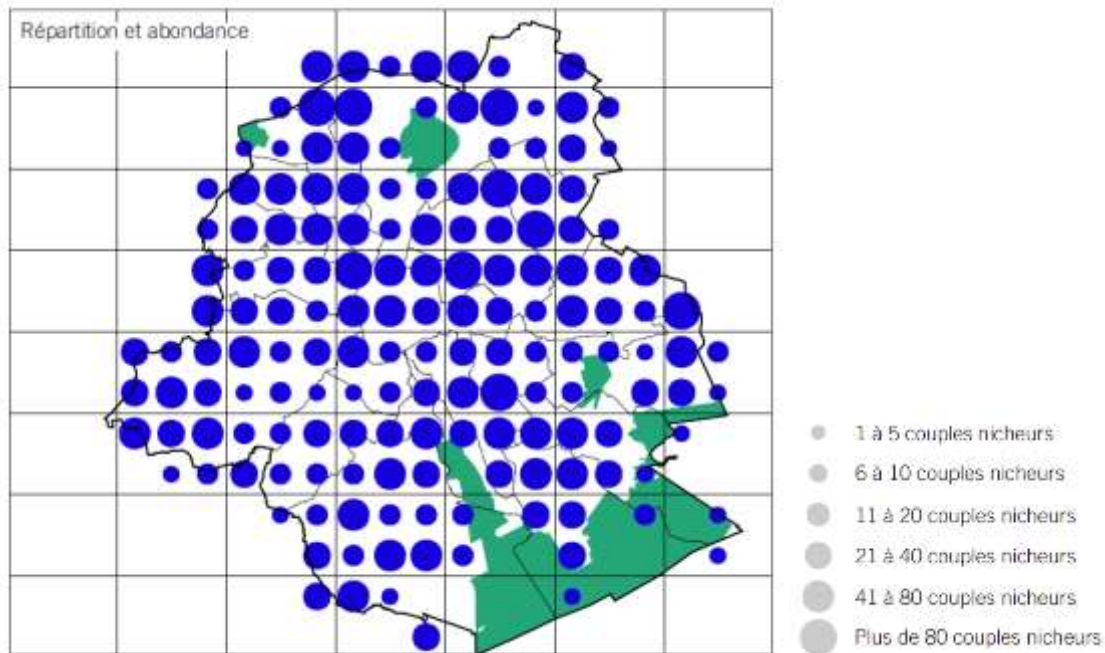 Répartition et abondance
1 à 5 couples nicheurs
6 à 10 couples nicheurs
11 à 20 couples nicheurs
21 à 40 couples nicheurs
41 à 80 couples nicheurs
Plus de 80 couples nicheurs